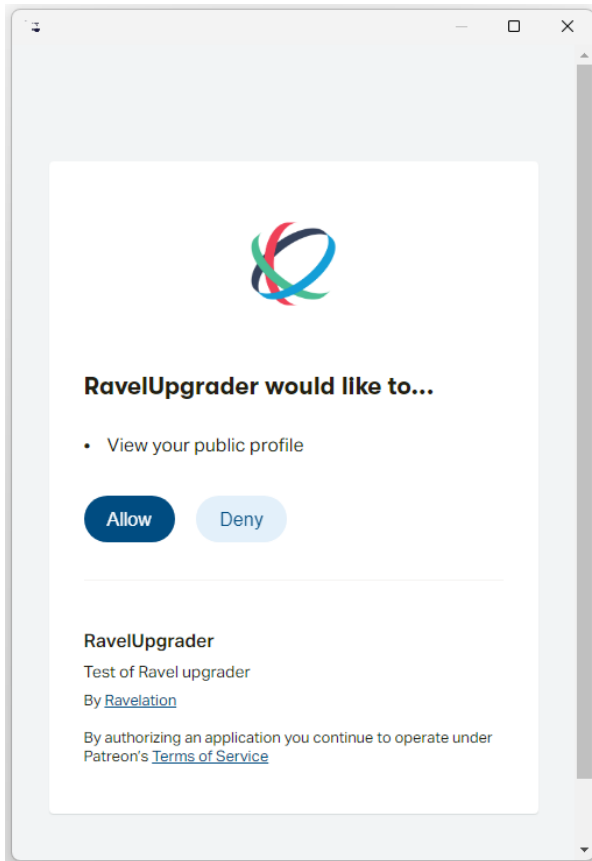 RavelUpgrader would like to...
• View your public profile
Allow Deny
RavelUpgrader
Test of Ravel upgrader
By Ravelation
By authorizing an application you continue to operate under
Patreon's Terms of Service